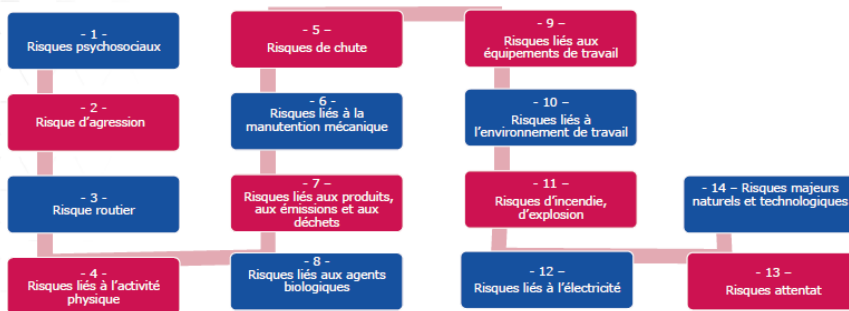 - 1 -
Risques psychosociaux
- 2 -
Risque d'agression
- 3 -
Risque routier
- 4 -
Risques liés à l'activité
physique
- 5 –
Risques de chute
- 6 -
Risques liés à la
manutention mécanique
- 7 –
Risques liés aux produits,
aux émissions et aux
déchets
- 8 -
Risques liés aux agents
biologiques
- 9 –
Risques liés aux
équipements de travail
- 10 –
Risques liés à
l'environnement de travail
- 11 –
Risques d'incendie,
d'explosion
- 12 –
Risques liés à l'électricité
- 13 –
Risques attentat
- 14 – Risques majeurs
naturels et technologiques